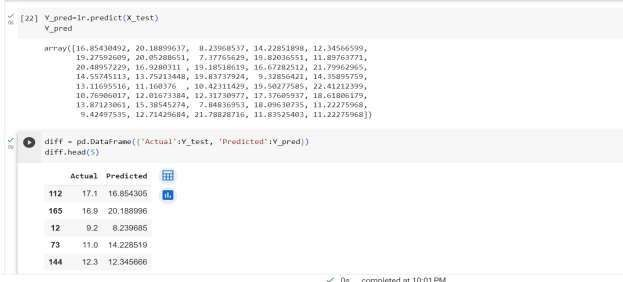 [22] Y_pred=lr.predict(X_test)
Y_pred
array([16.85430492, 20.18899637, 8.23968537, 14.22851898, 12.34566599,
19.27592609, 20.05288651, 7.37765629, 19.82036551, 11.89763771,
20.48957229, 16.9280311 , 19.18518619, 16.67282512, 21.79962965,
14.55745113, 13.75213448, 19.83737924, 9.32856421, 14.35895759,
13.11695516, 11.160376 , 10.42311429, 19.50277585, 22.41212399,
10.76906017, 12.01673384, 12.31730977, 17.37605937, 18.61806179,
13.87123061, 15.38545274, 7.84836953, 18.09630735, 11.22275968,
9.42497535, 12.71429684, 21.78828716, 11.83525403, 11.22275968])
diff = pd.DataFrame({'Actual':Y_test, 'Predicted':Y_pred})
diff.head(5)
Actual Predicted
112 17.1 16.854305
165 16.9 20.188996
12 9.2 8.239685
73 11.0 14.228519
144 12.3 12.345666
0s completed at 10:01 PM